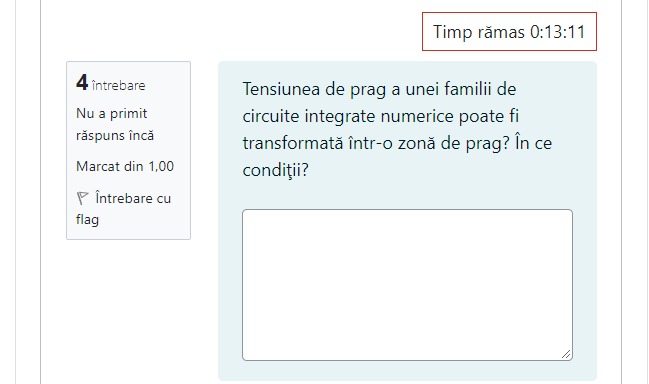 Timp rămas 0:13:11
4 întrebare
Nu a primit
răspuns încă
Marcat din 1,00
Întrebare cu
flag
Tensiunea de prag a unei familii de
circuite integrate numerice poate fi
transformată într-o zonă de prag? În ce
condiţii?